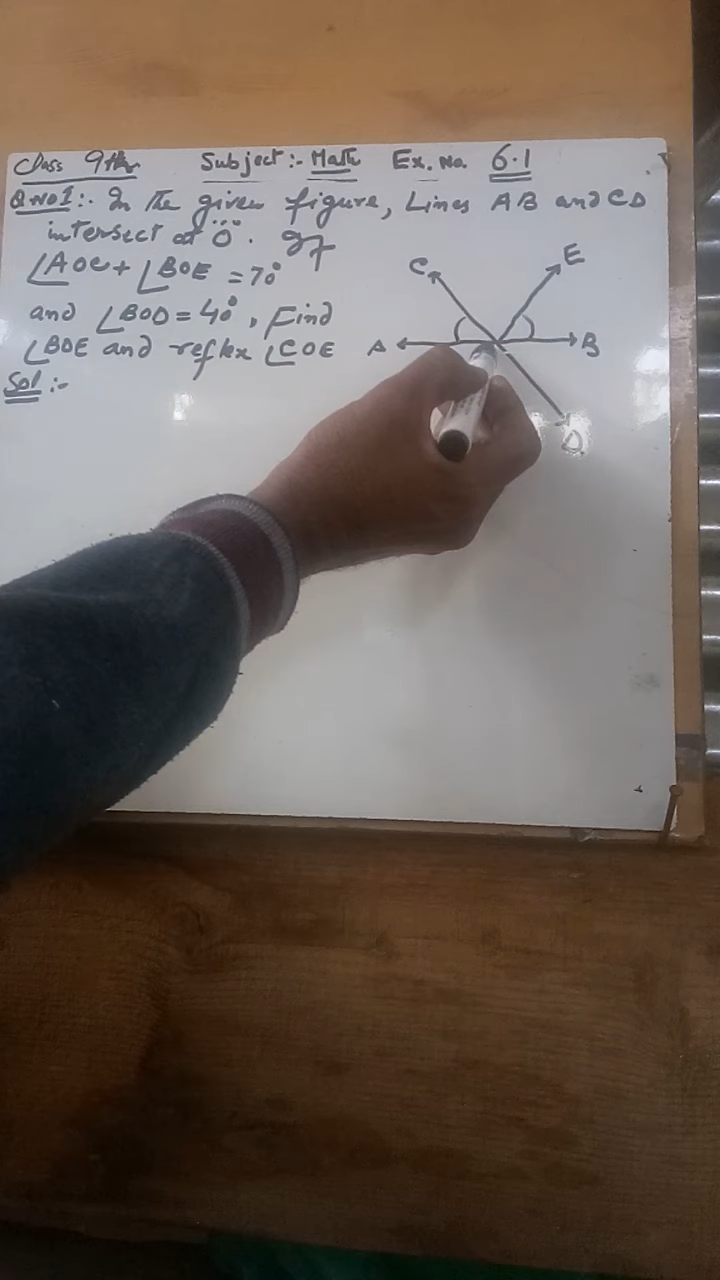 Class 9th Subject:- Math Ex. No. 6.1
Q.No1:. In the given figure, Lines AB and CD
intersect at "O". If
∠AOC + ∠BOE = 70°
and ∠BOD = 40°, Find
∠BOE and reflex ∠COE
Sol:-
C
E
A
B
D